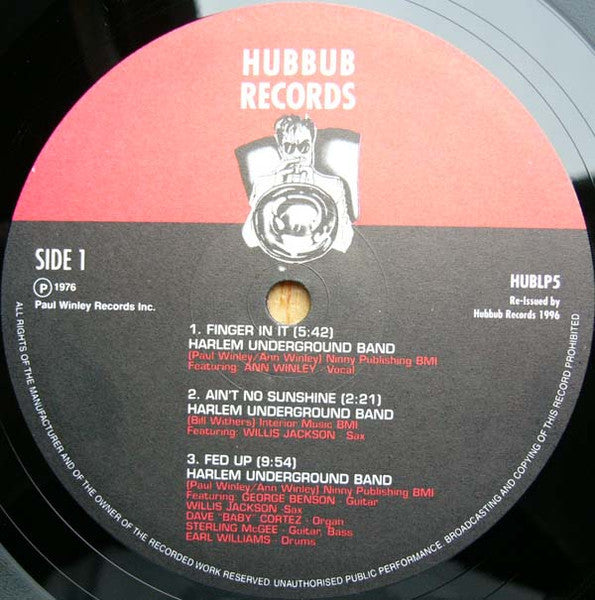 HUBBUB
RECORDS
SIDE 1
Ⓟ 1976
Paul Winley Records Inc.
HUBLP5
Re-Issued by
Hubbub Records 1996
1. FINGER IN IT (5:42)
HARLEM UNDERGROUND BAND
(Paul Winley/Ann Winley) Ninny Publishing BMI
Featuring: ANN WINLEY - Vocal
2. AIN'T NO SUNSHINE (2:21)
HARLEM UNDERGROUND BAND
(Bill Withers) Interior Music BMI
Featuring: WILLIS JACKSON - Sax
3. FED UP (9:54)
HARLEM UNDERGROUND BAND
(Paul Winley/Ann Winley) Ninny Publishing BMI
Featuring: GEORGE BENSON - Guitar
WILLIS JACKSON -Sax
DAVE "BABY" CORTEZ - Organ
STERLING McGEE - Guitar, Bass
EARL WILLIAMS - Drums
ALL RIGHTS OF THE MANUFACTURER AND OF THE OWNER OF THE RECORDED WORK RESERVED. UNAUTHORISED PUBLIC PERFORMANCE, BROADCASTING AND COPYING OF THIS RECORD PROHIBITED